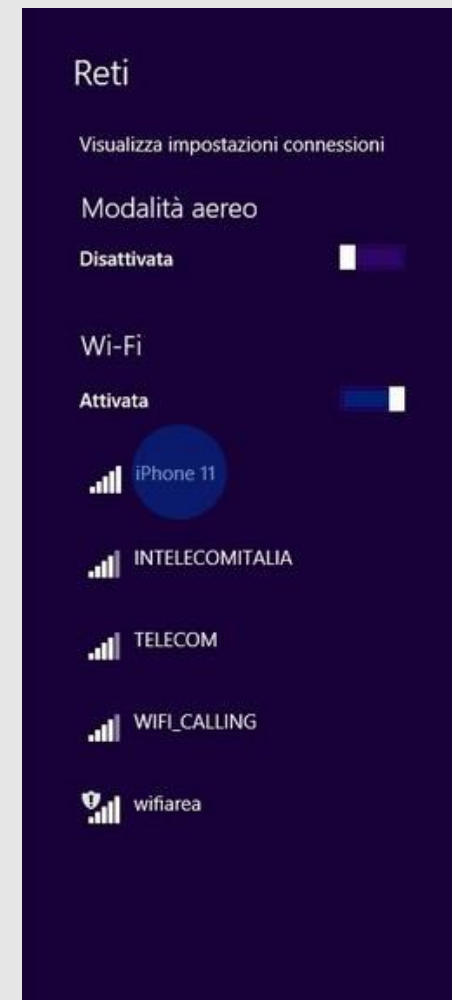 Reti
Visualizza impostazioni connessioni
Modalità aereo
Disattivata
Wi-Fi
Attivata
iPhone 11
INTELECOMITALIA
TELECOM
WIFI_CALLING
wifiarea